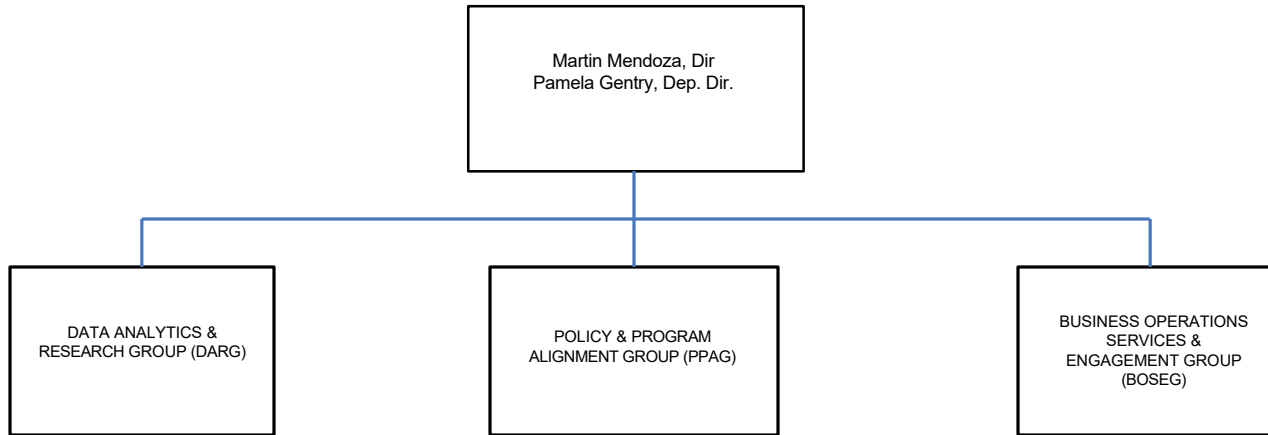 Martin Mendoza, Dir
Pamela Gentry, Dep. Dir.
DATA ANALYTICS &
RESEARCH GROUP (DARG)
POLICY & PROGRAM
ALIGNMENT GROUP (PPAG)
BUSINESS OPERATIONS
SERVICES &
ENGAGEMENT GROUP
(BOSEG)